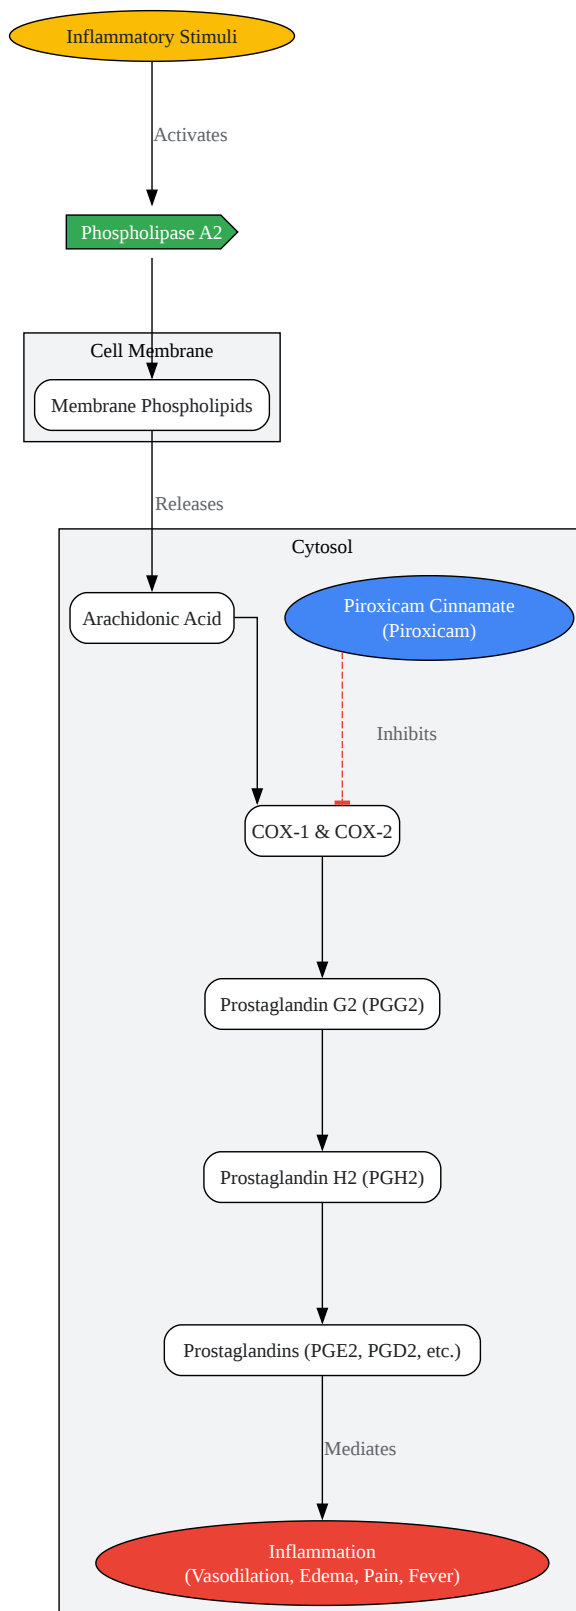 Inflammatory Stimuli
Activates
Phospholipase A2
Cell Membrane
Membrane Phospholipids
Releases
Cytosol
Arachidonic Acid
Piroxicam Cinnamate
(Piroxicam)
Inhibits
COX-1 & COX-2
Prostaglandin G2 (PGG2)
Prostaglandin H2 (PGH2)
Prostaglandins (PGE2, PGD2, etc.)
Mediates
Inflammation
(Vasodilation, Edema, Pain, Fever)